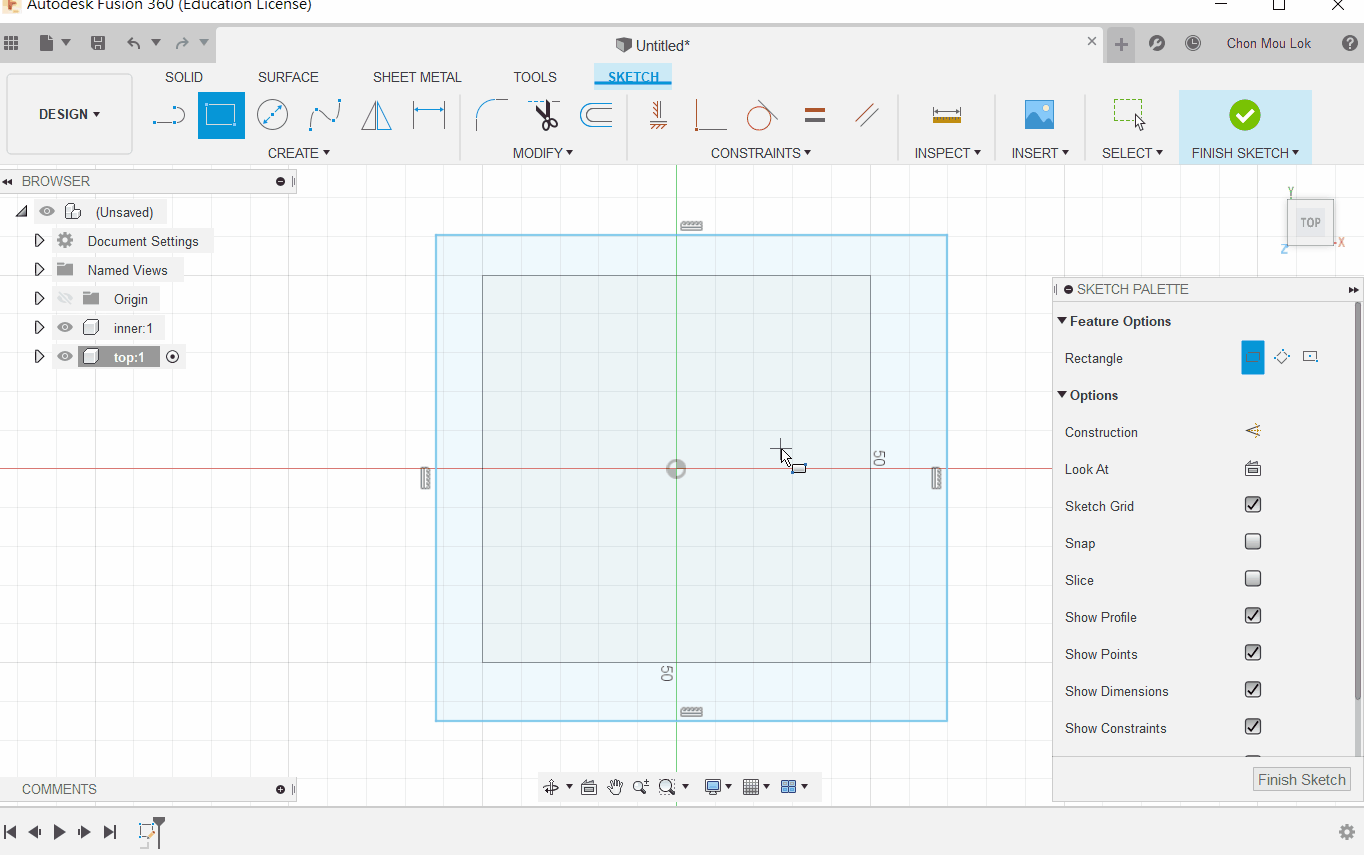 Autodesk Fusion 360 (Education License)
Untitled*
Chon Mou Lok
SOLID SURFACE SHEET METAL TOOLS SKETCH
DESIGN ▾
CREATE ▾ MODIFY ▾ CONSTRAINTS ▾ INSPECT ▾ INSERT ▾ SELECT ▾ FINISH SKETCH ▾
BROWSER
(Unsaved)
Document Settings
Named Views
Origin
inner:1
top:1
Y
TOP
X
Z
50
50
SKETCH PALETTE
Feature Options
Rectangle
Options
Construction
Look At
Sketch Grid
Snap
Slice
Show Profile
Show Points
Show Dimensions
Show Constraints
Finish Sketch
COMMENTS